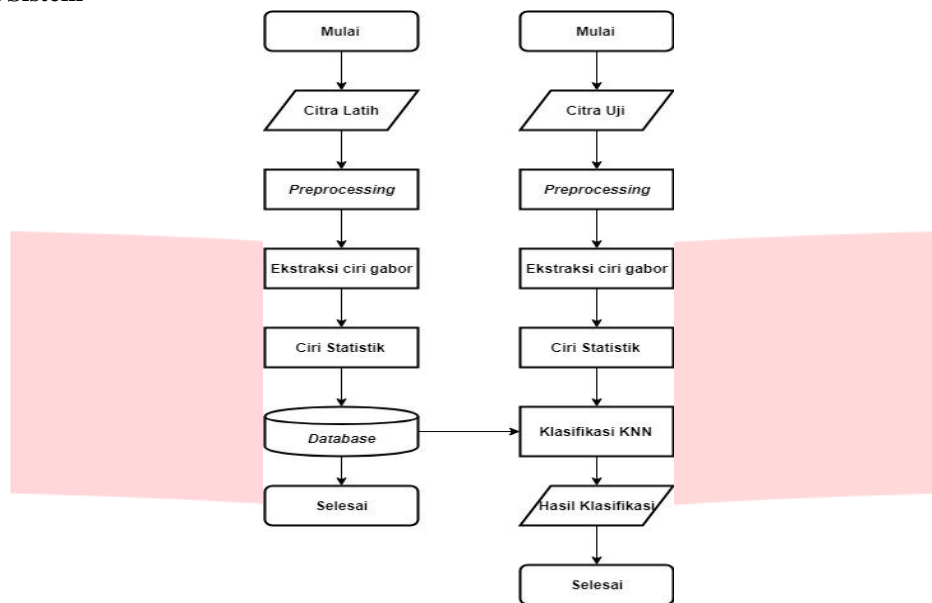 Sistem
Mulai
Citra Latih
Preprocessing
Ekstraksi ciri gabor
Ciri Statistik
Database
Selesai
Mulai
Citra Uji
Preprocessing
Ekstraksi ciri gabor
Ciri Statistik
Klasifikasi KNN
Hasil Klasifikasi
Selesai